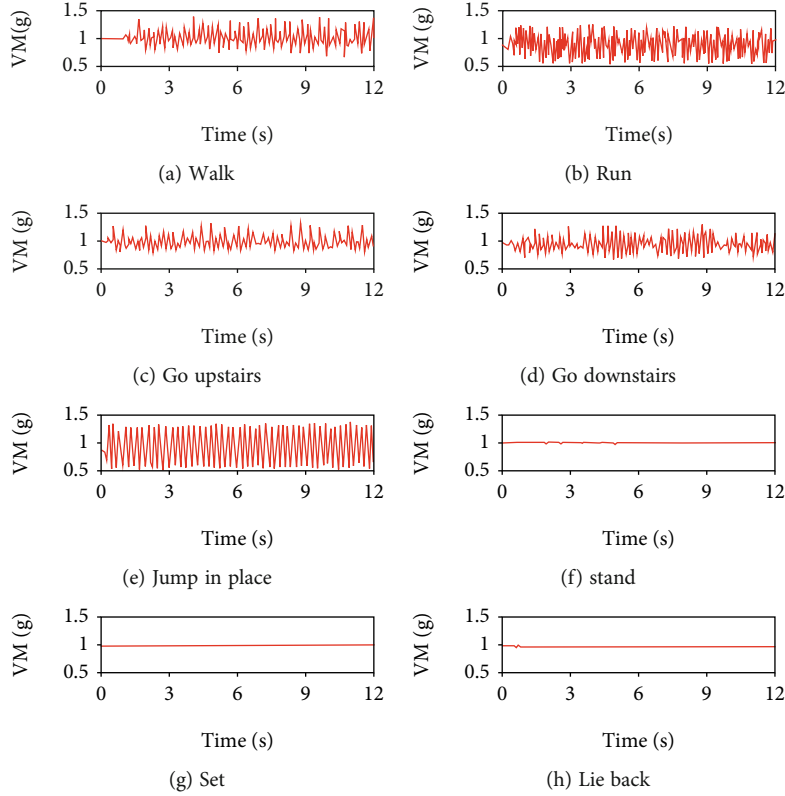 VM(g)
1.5
1
0.5
0 3 6 9 12
Time (s)
(a) Walk
VM (g)
1.5
1
0.5
0 3 6 9 12
Time(s)
(b) Run
VM (g)
1.5
1
0.5
0 3 6 9 12
Time (s)
(c) Go upstairs
VM (g)
1.5
1
0.5
0 3 6 9 12
Time (s)
(d) Go downstairs
VM (g)
1.5
1
0.5
0 3 6 9 12
Time (s)
(e) Jump in place
VM (g)
1.5
1
0.5
0 3 6 9 12
Time (s)
(f) stand
VM (g)
1.5
1
0.5
0 3 6 9 12
Time (s)
(g) Set
VM (g)
1.5
1
0.5
0 3 6 9 12
Time (s)
(h) Lie back